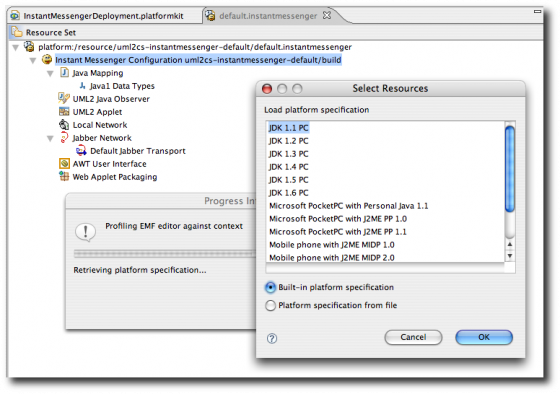 InstantMessengerDeployment.platformkit
default.instantmessenger
Resource Set
platform:/resource/uml2cs-instantmessenger-default/default.instantmessenger
Instant Messenger Configuration uml2cs-instantmessenger-default/build
Java Mapping
Java1 Data Types
UML2 Java Observer
UML2 Applet
Local Network
Jabber Network
Default Jabber Transport
AWT User Interface
Web Applet Packaging
Progress In
Profiling EMF editor against context
Retrieving platform specification...
Select Resources
Load platform specification
JDK 1.1 PC
JDK 1.2 PC
JDK 1.3 PC
JDK 1.4 PC
JDK 1.5 PC
JDK 1.6 PC
Microsoft PocketPC with Personal Java 1.1
Microsoft PocketPC with J2ME PP 1.0
Microsoft PocketPC with J2ME PP 1.1
Mobile phone with J2ME MIDP 1.0
Mobile phone with J2ME MIDP 2.0
Built-in platform specification
Platform specification from file
?
Cancel
OK